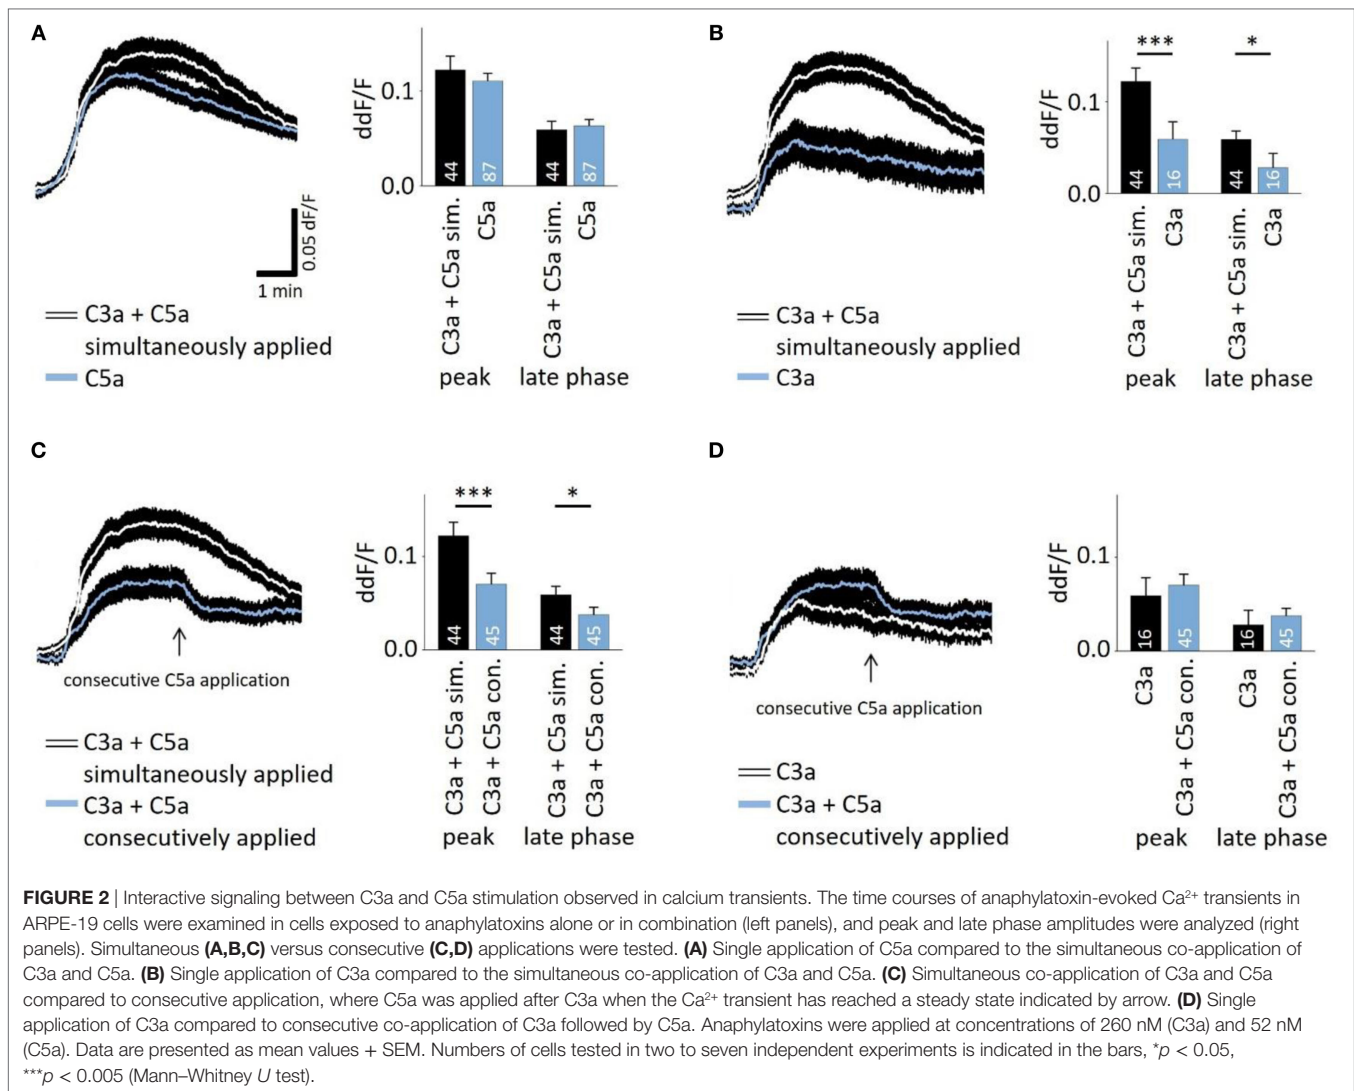 A
ddF/F
0.1
0.0
44
87
44
87
C3a + C5a sim.
C5a
C3a + C5a sim.
C5a
peak
late phase
0.05 dF/F
1 min
C3a + C5a
simultaneously applied
C5a
B
***
*
ddF/F
0.1
0.0
44
16
44
16
C3a + C5a sim.
C3a
C3a + C5a sim.
C3a
peak
late phase
C3a + C5a
simultaneously applied
C3a
C
***
*
ddF/F
0.1
0.0
44
45
44
45
C3a + C5a sim.
C3a + C5a con.
C3a + C5a sim.
C3a + C5a con.
peak
late phase
consecutive C5a application
C3a + C5a
simultaneously applied
C3a + C5a
consecutively applied
D
ddF/F
0.1
0.0
16
45
16
45
C3a
C3a + C5a con.
C3a
C3a + C5a con.
peak
late phase
consecutive C5a application
C3a
C3a + C5a
consecutively applied
FIGURE 2 | Interactive signaling between C3a and C5a stimulation observed in calcium transients. The time courses of anaphylatoxin-evoked Ca²⁺ transients in
ARPE-19 cells were examined in cells exposed to anaphylatoxins alone or in combination (left panels), and peak and late phase amplitudes were analyzed (right
panels). Simultaneous (A,B,C) versus consecutive (C,D) applications were tested. (A) Single application of C5a compared to the simultaneous co-application of
C3a and C5a. (B) Single application of C3a compared to the simultaneous co-application of C3a and C5a. (C) Simultaneous co-application of C3a and C5a
compared to consecutive application, where C5a was applied after C3a when the Ca²⁺ transient has reached a steady state indicated by arrow. (D) Single
application of C3a compared to consecutive co-application of C3a followed by C5a. Anaphylatoxins were applied at concentrations of 260 nM (C3a) and 52 nM
(C5a). Data are presented as mean values + SEM. Numbers of cells tested in two to seven independent experiments is indicated in the bars, *p < 0.05,
***p < 0.005 (Mann–Whitney U test).